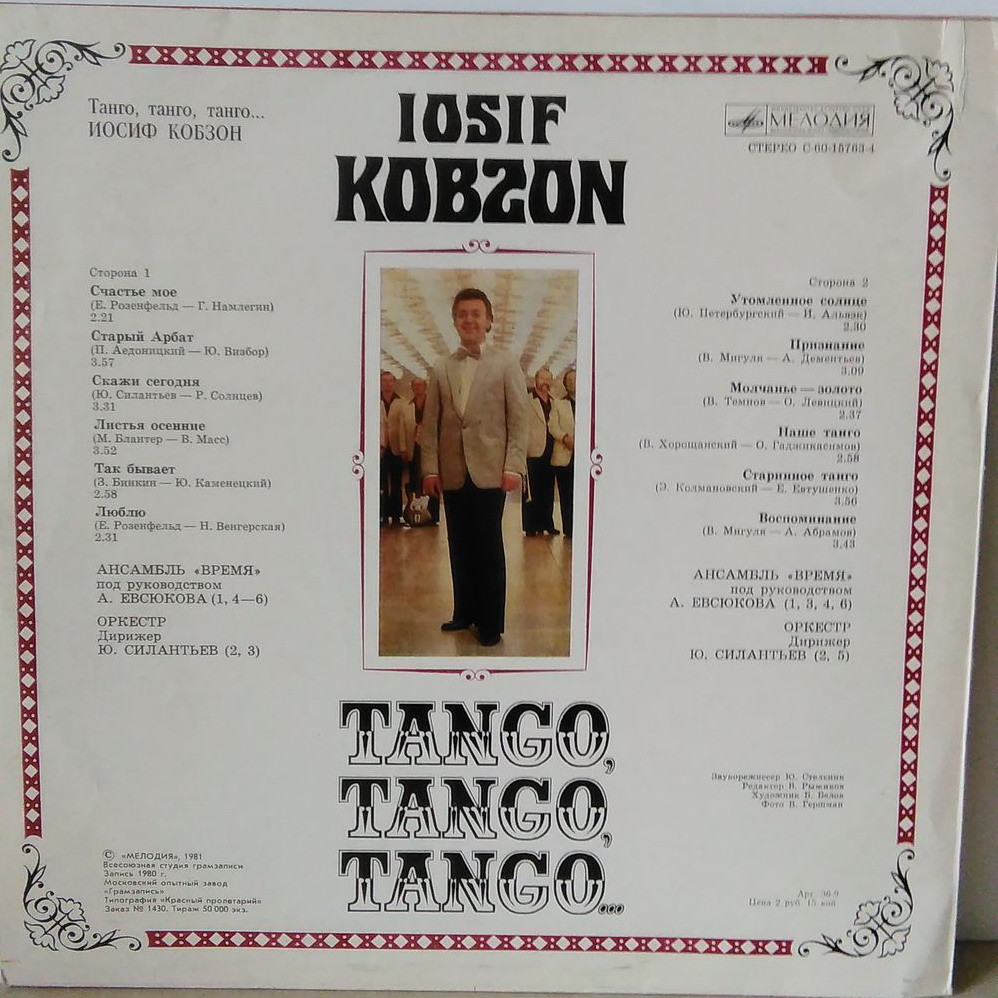 Танго, танго, танго...
ИОСИФ КОБЗОН
IOSIF
KOBZON
МЕЛОДИЯ
СТЕРЕО С-60-15763-4
Сторона 1
Счастье мое
(Е. Розенфельд — Г. Намлегин)
2.21
Старый Арбат
(П. Аедоницкий — Ю. Визбор)
3.57
Скажи сегодня
(Ю. Силантьев — Р. Солнцев)
3.31
Листья осенние
(М. Блантер — В. Масс)
3.52
Так бывает
(З. Бинкин — Ю. Каменецкий)
2.58
Люблю
(Е. Розенфельд — Н. Венгерская)
2.31
АНСАМБЛЬ «ВРЕМЯ»
под руководством
А. ЕВСЮКОВА (1, 4—6)
ОРКЕСТР
Дирижер
Ю. СИЛАНТЬЕВ (2, 3)
Сторона 2
Утомленное солнце
(Ю. Петербургский — И. Альвэк)
2.30
Признание
(В. Мигуля — А. Дементьев)
3.09
Молчанье — золото
(В. Темнов — О. Левицкий)
2.37
Наше танго
(В. Хорощанский — О. Гаджикасимов)
2.58
Старинное танго
(Э. Колмановский — Е. Евтушенко)
3.56
Воспоминание
(В. Мигуля — А. Абрамов)
3.43
АНСАМБЛЬ «ВРЕМЯ»
под руководством
А. ЕВСЮКОВА (1, 3, 4, 6)
ОРКЕСТР
Дирижер
Ю. СИЛАНТЬЕВ (2, 5)
TANGO,
TANGO,
TANGO...
Звукорежиссер Ю. Стельник
Редактор В. Рыжиков
Художник Б. Белов
Фото В. Гершман
© «МЕЛОДИЯ», 1981
Всесоюзная студия грамзаписи
Запись 1980 г.
Московский опытный завод
«Грамзапись»
Типография «Красный пролетарий»
Заказ № 1430. Тираж 50 000 экз.
Арт. 36-9
Цена 2 руб. 15 коп.